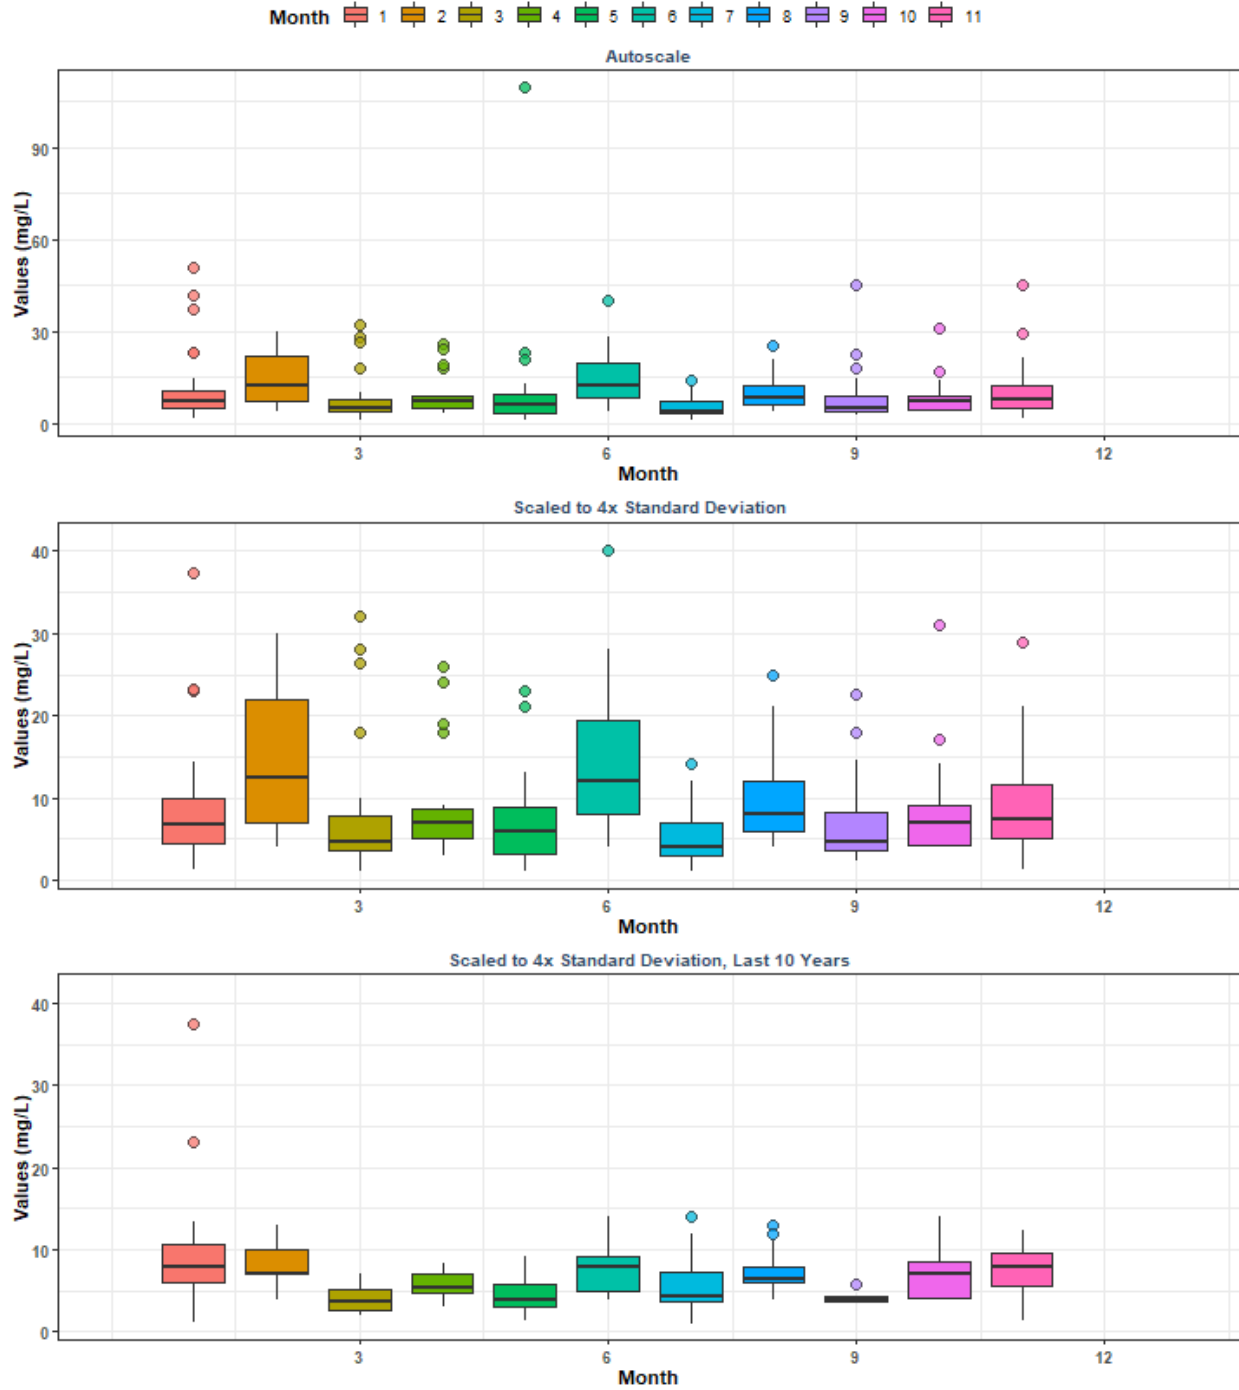 Month 1 2 3 4 5 6 7 8 9 10 11
Autoscale
Values (mg/L)
90
60
30
0
3 6 9 12
Month
Scaled to 4x Standard Deviation
Values (mg/L)
40
30
20
10
0
3 6 9 12
Month
Scaled to 4x Standard Deviation, Last 10 Years
Values (mg/L)
40
30
20
10
0
3 6 9 12
Month